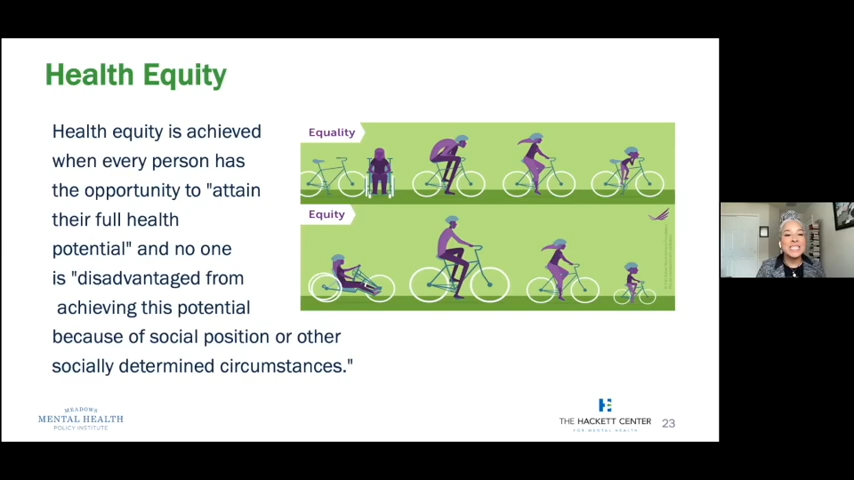 Health Equity
Health equity is achieved
when every person has
the opportunity to "attain
their full health
potential" and no one
is "disadvantaged from
achieving this potential
because of social position or other
socially determined circumstances."
Equality
Equity
MEADOWS
MENTAL HEALTH
POLICY INSTITUTE
THE HACKETT CENTER
FOR MENTAL HEALTH
23